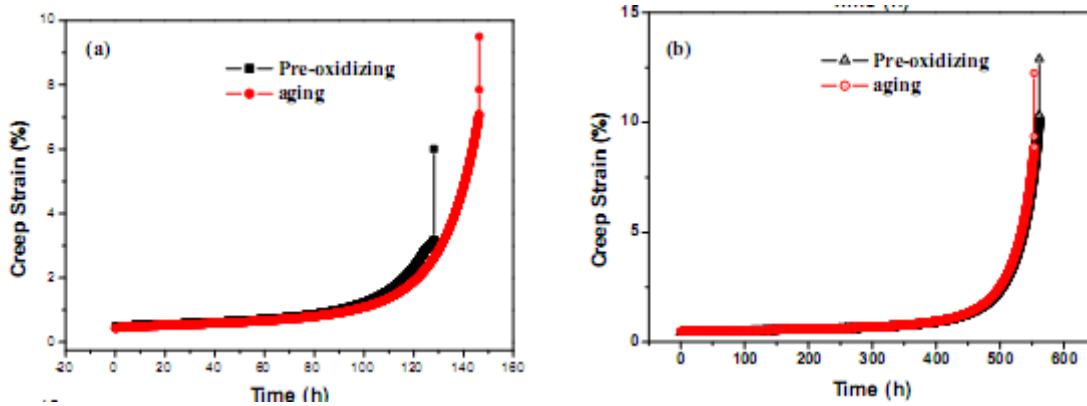 (a)
Pre-oxidizing
aging
Creep Strain (%)
10
8
6
4
2
0
-20 0 20 40 60 80 100 120 140 160
Time (h)
(b)
Pre-oxidizing
aging
Creep Strain (%)
15
10
5
0
0 100 200 300 400 500 600
Time (h)